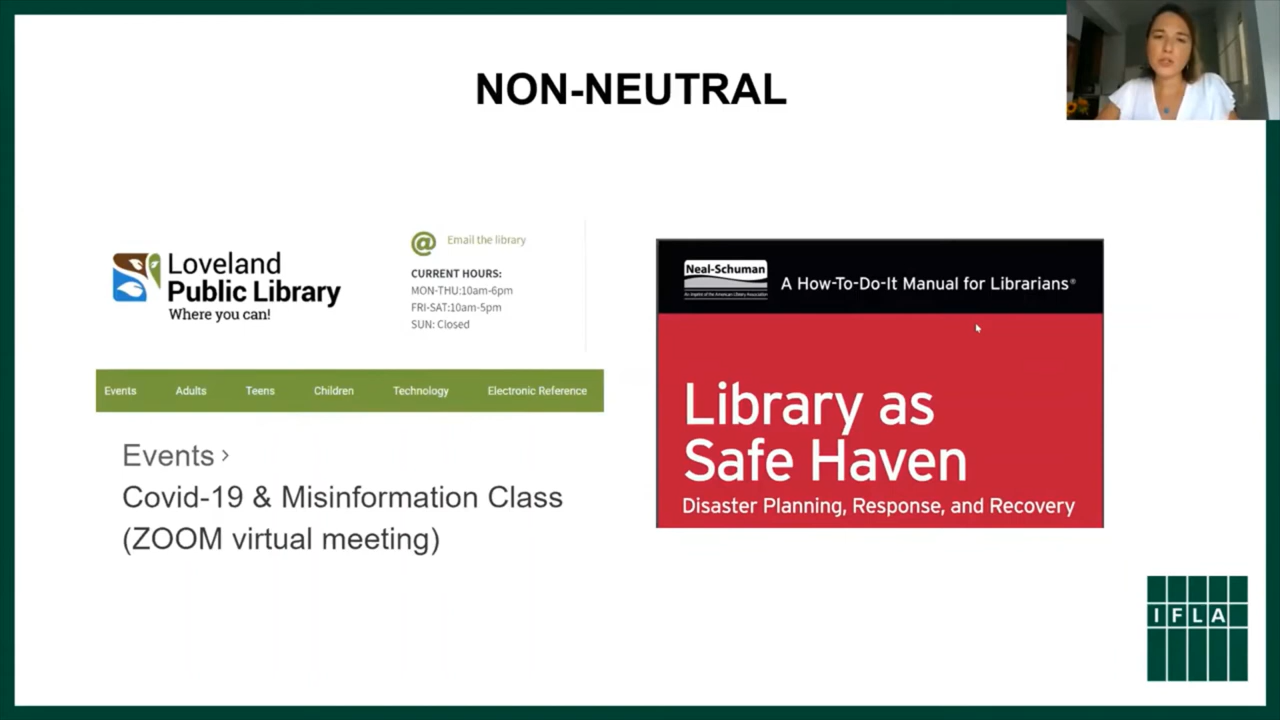 NON-NEUTRAL
Loveland
Public Library
Where you can!
@ Email the library
CURRENT HOURS:
MON-THU:10am-6pm
FRI-SAT:10am-5pm
SUN: Closed
Events Adults Teens Children Technology Electronic Reference
Events ›
Covid-19 & Misinformation Class
(ZOOM virtual meeting)
Neal-Schuman
An imprint of the American Library Association
A How-To-Do-It Manual for Librarians®
Library as
Safe Haven
Disaster Planning, Response, and Recovery
IFLA